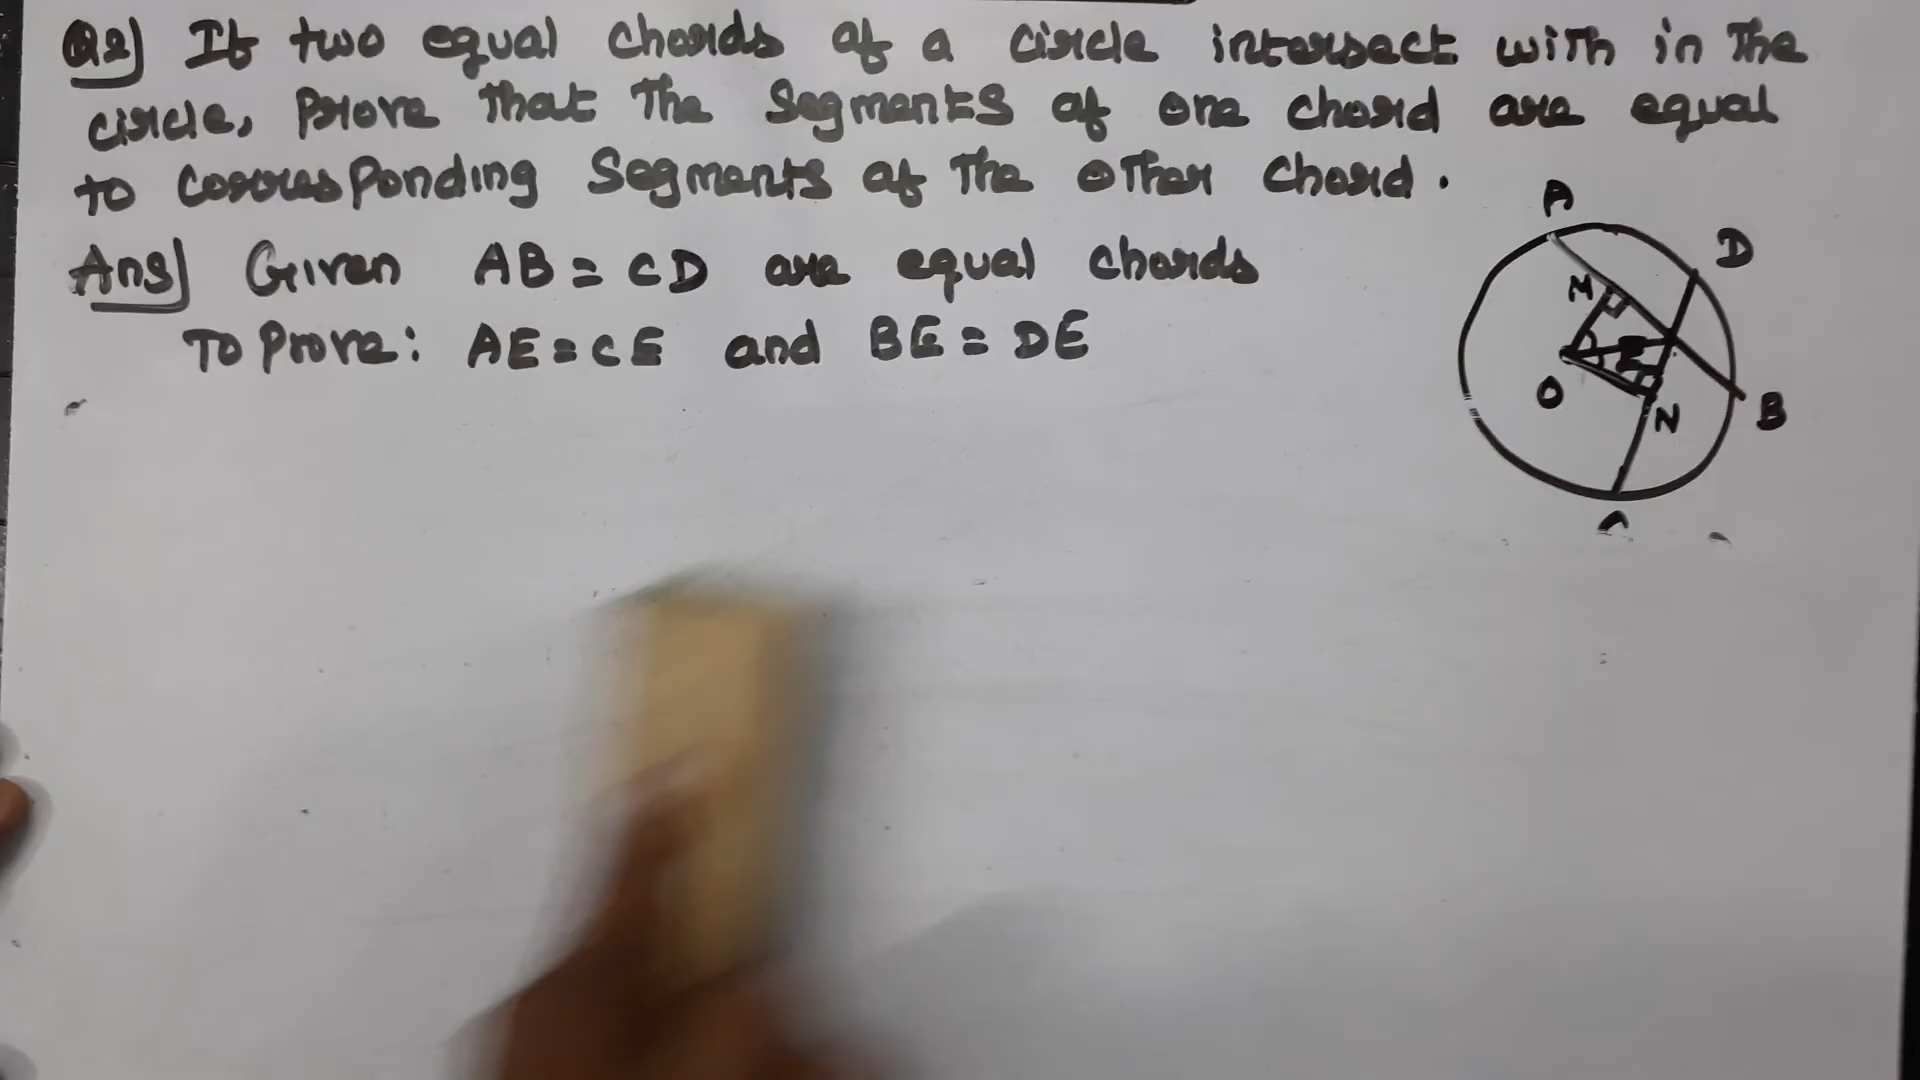 Q2) If two equal chords of a circle intersect with in the
circle, Prove that the Segments of one chord are equal
to corresponding Segments of the other chord.
Ans) Given AB = CD are equal chords
To Prove: AE = CE and BE = DE
A
D
M
E
O
N
B
C